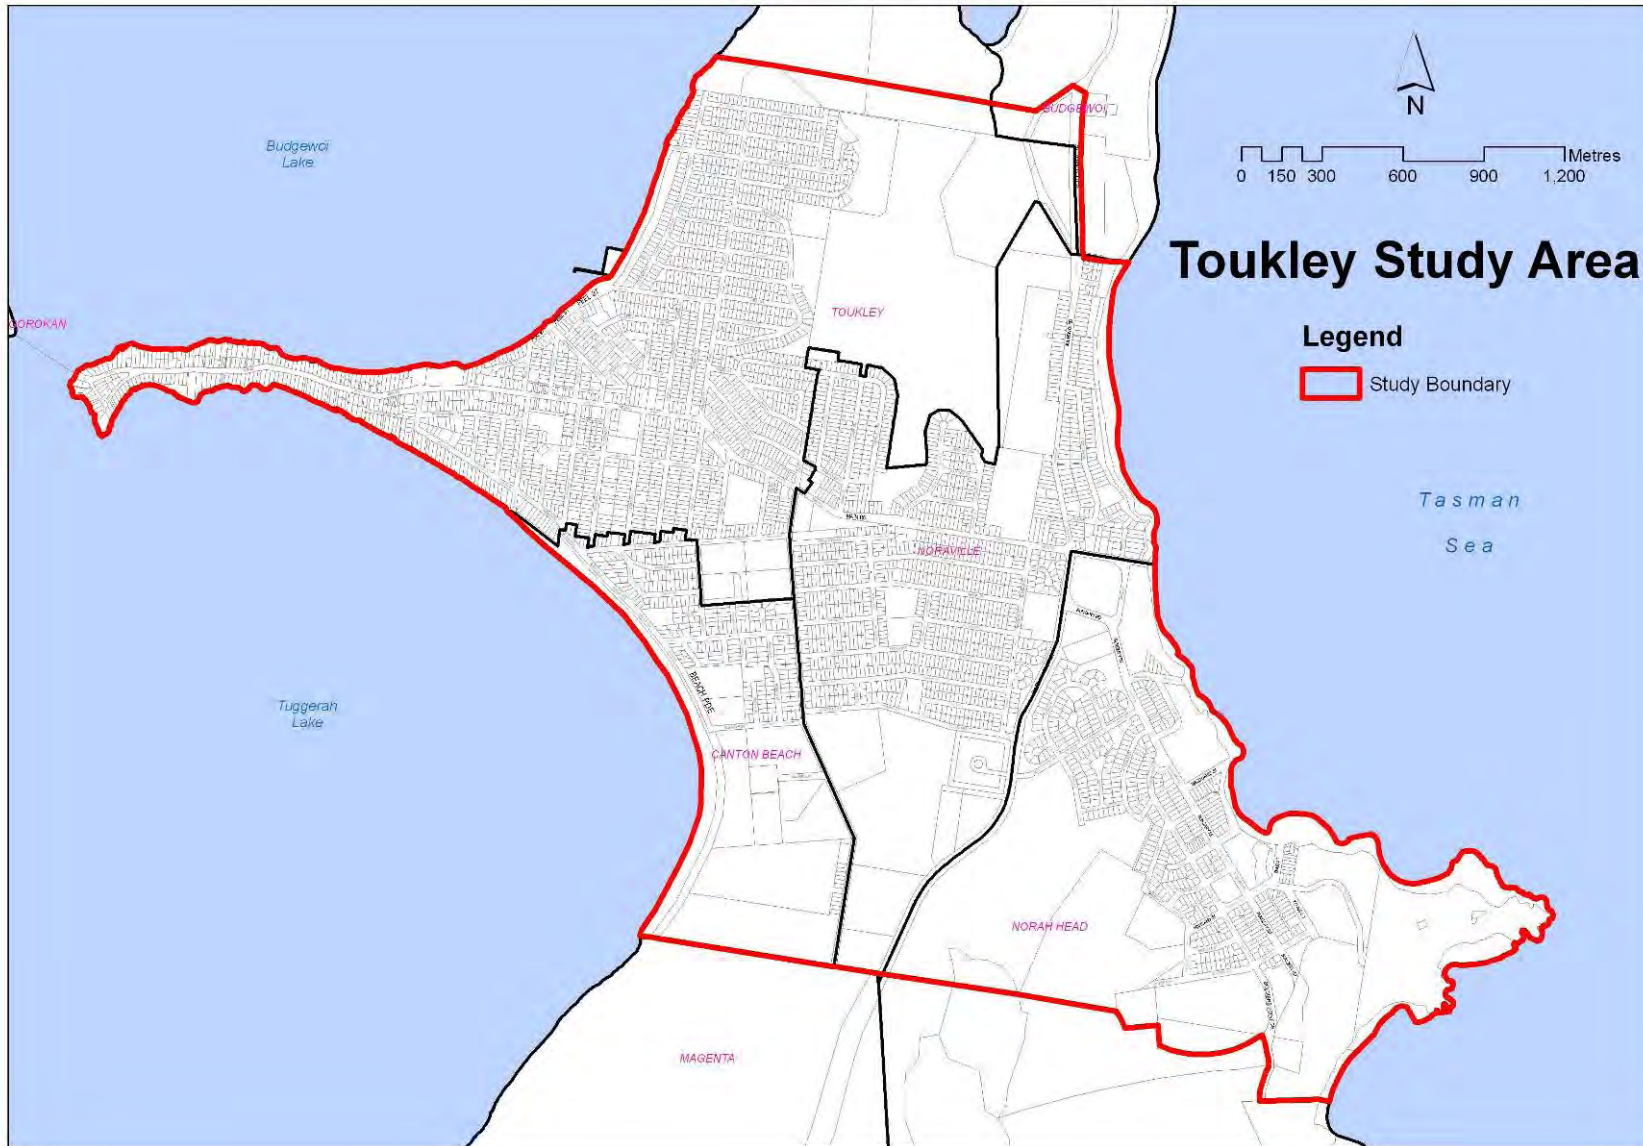 N
Metres
0 150 300 600 900 1,200
Toukley Study Area
Legend
Study Boundary
Budgewoi
Lake
BUDGEWOI
GOROKAN
TOUKLEY
Tasman
Sea
NORAVILLE
BEACH PDE
Tuggerah
Lake
CANTON BEACH
NORAH HEAD
MAGENTA